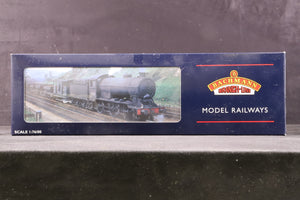 BACHMANN
BRANCH-LINE
MODEL RAILWAYS
SCALE 1:76/00